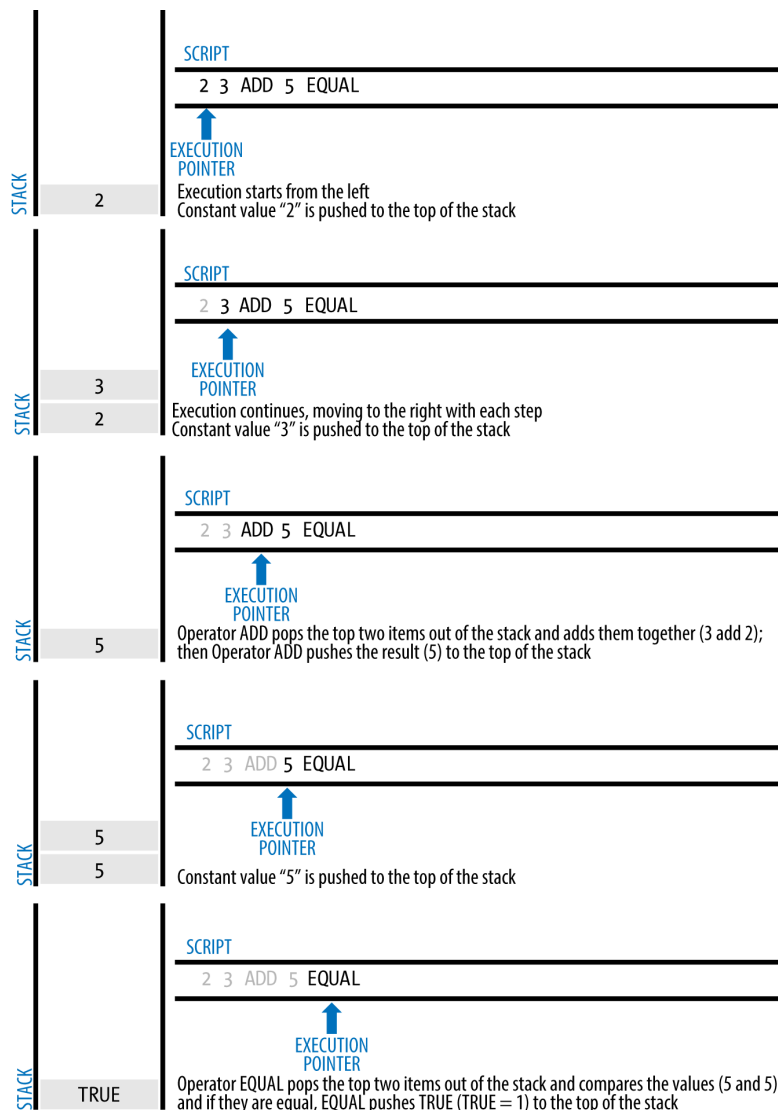 SCRIPT
2 3 ADD 5 EQUAL
EXECUTION
POINTER
STACK
2
Execution starts from the left
Constant value “2” is pushed to the top of the stack
SCRIPT
2 3 ADD 5 EQUAL
EXECUTION
POINTER
STACK
3
2
Execution continues, moving to the right with each step
Constant value “3” is pushed to the top of the stack
SCRIPT
2 3 ADD 5 EQUAL
EXECUTION
POINTER
STACK
5
Operator ADD pops the top two items out of the stack and adds them together (3 add 2);
then Operator ADD pushes the result (5) to the top of the stack
SCRIPT
2 3 ADD 5 EQUAL
EXECUTION
POINTER
STACK
5
5
Constant value “5” is pushed to the top of the stack
SCRIPT
2 3 ADD 5 EQUAL
EXECUTION
POINTER
STACK
TRUE
Operator EQUAL pops the top two items out of the stack and compares the values (5 and 5)
and if they are equal, EQUAL pushes TRUE (TRUE = 1) to the top of the stack